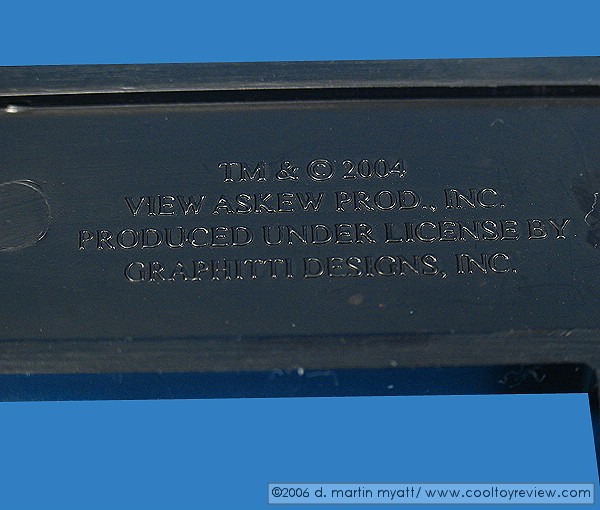 TM & © 2004
VIEW ASKEW PROD., INC.
PRODUCED UNDER LICENSE BY
GRAPHITTI DESIGNS, INC.
©2006 d. martin myatt/ www.cooltoyreview.com